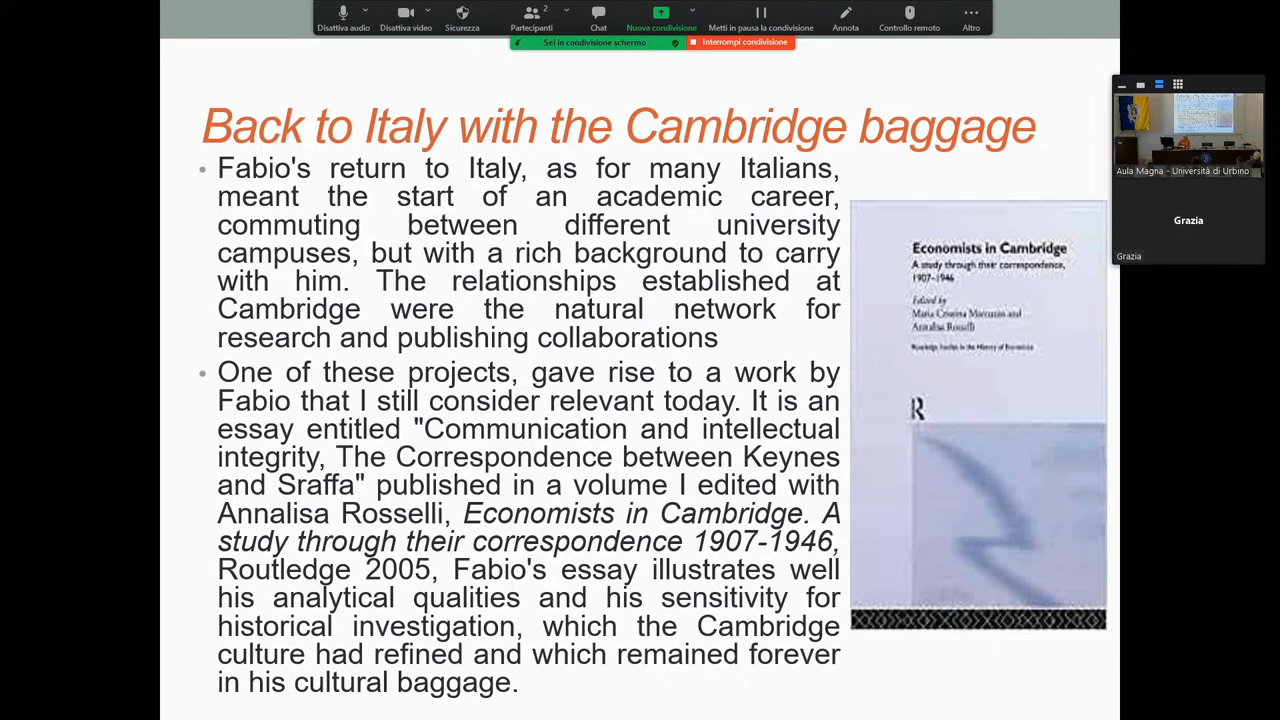 Disattiva audio
Disattiva video
Sicurezza
Partecipanti
2
Chat
Nuova condivisione
Metti in pausa la condivisione
Annota
Controllo remoto
Altro
Sei in condivisione schermo
Interrompi condivisione
Back to Italy with the Cambridge baggage
• Fabio's return to Italy, as for many Italians,
meant the start of an academic career,
commuting between different university
campuses, but with a rich background to carry
with him. The relationships established at
Cambridge were the natural network for
research and publishing collaborations
• One of these projects, gave rise to a work by
Fabio that I still consider relevant today. It is an
essay entitled "Communication and intellectual
integrity, The Correspondence between Keynes
and Sraffa" published in a volume I edited with
Annalisa Rosselli, Economists in Cambridge. A
study through their correspondence 1907-1946,
Routledge 2005, Fabio's essay illustrates well
his analytical qualities and his sensitivity for
historical investigation, which the Cambridge
culture had refined and which remained forever
in his cultural baggage.
Economists in Cambridge
A study through their correspondence,
1907–1946
Edited by
Maria Cristina Marcuzzo and
Annalisa Rosselli
Routledge Studies in the History of Economics
R
Aula Magna - Università di Urbino
Grazia
Grazia